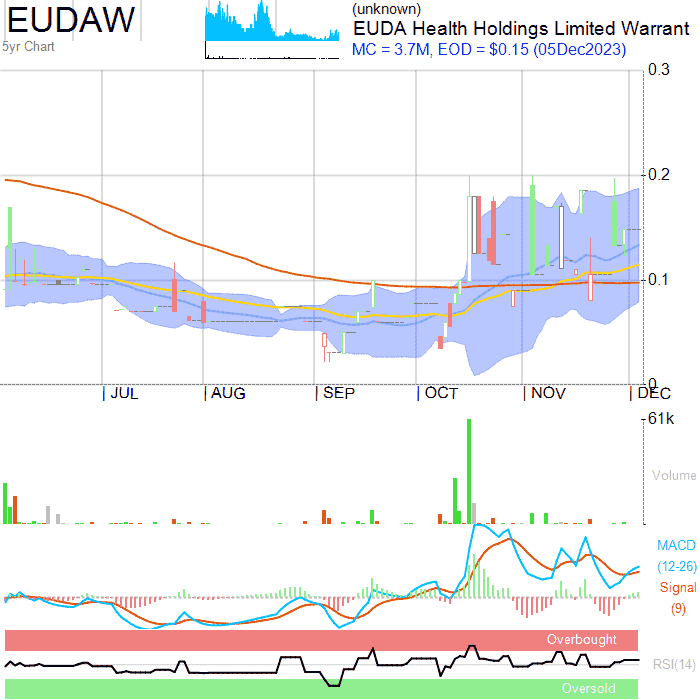 EUDAW
5yr Chart
(unknown)
EUDA Health Holdings Limited Warrant
MC = 3.7M, EOD = $0.15 (05Dec2023)
0.3
0.2
0.1
0
JUL AUG SEP OCT NOV DEC
61k
Volume
MACD
(12-26)
Signal
(9)
Overbought
RSI(14)
Oversold